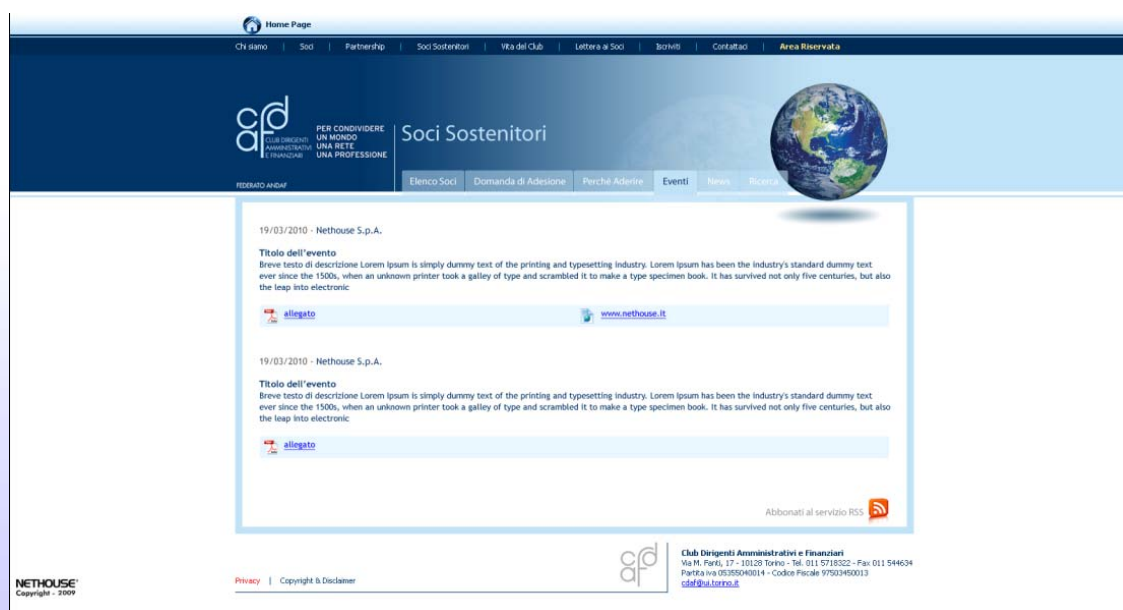 Home Page
Chi siamo | Soci | Partnership | Soci Sostenitori | Vita del Club | Lettera ai Soci | Iscriviti | Contattaci | Area Riservata
cdaf
CLUB DIRIGENTI
AMMINISTRATIVI
E FINANZIARI
PER CONDIVIDERE
UN MONDO
UNA RETE
UNA PROFESSIONE
Soci Sostenitori
FEDERATO ANDAF
Elenco Soci Domanda di Adesione Perchè Aderire Eventi News Ricerca
19/03/2010 - Nethouse S.p.A.
Titolo dell'evento
Breve testo di descrizione Lorem Ipsum is simply dummy text of the printing and typesetting industry. Lorem Ipsum has been the industry's standard dummy text
ever since the 1500s, when an unknown printer took a galley of type and scrambled it to make a type specimen book. It has survived not only five centuries, but also
the leap into electronic
allegato www.nethouse.it
19/03/2010 - Nethouse S.p.A.
Titolo dell'evento
Breve testo di descrizione Lorem Ipsum is simply dummy text of the printing and typesetting industry. Lorem Ipsum has been the industry's standard dummy text
ever since the 1500s, when an unknown printer took a galley of type and scrambled it to make a type specimen book. It has survived not only five centuries, but also
the leap into electronic
allegato
Abbonati al servizio RSS
cdaf
Club Dirigenti Amministrativi e Finanziari
Via M. Fanti, 17 - 10128 Torino - Tel. 011 5718322 - Fax 011 544634
Partita iva 05355040014 - Codice Fiscale 97503450013
cdaf@ui.torino.it
Privacy | Copyright & Disclaimer
NETHOUSE
Copyright - 2009